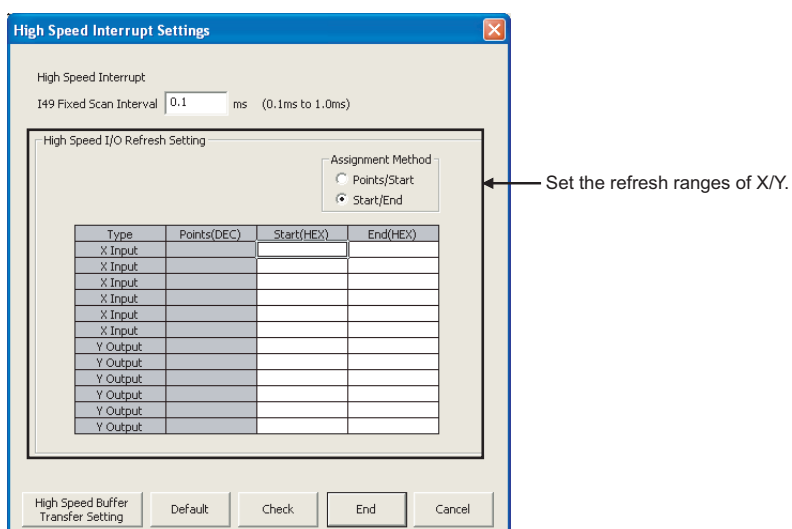 High Speed Interrupt Settings
High Speed Interrupt
I49 Fixed Scan Interval 0.1 ms (0.1ms to 1.0ms)
High Speed I/O Refresh Setting
Assignment Method
Points/Start
Start/End
Set the refresh ranges of X/Y.
Type Points(DEC) Start(HEX) End(HEX)
X Input
X Input
X Input
X Input
X Input
X Input
Y Output
Y Output
Y Output
Y Output
Y Output
Y Output
High Speed Buffer
Transfer Setting
Default
Check
End
Cancel